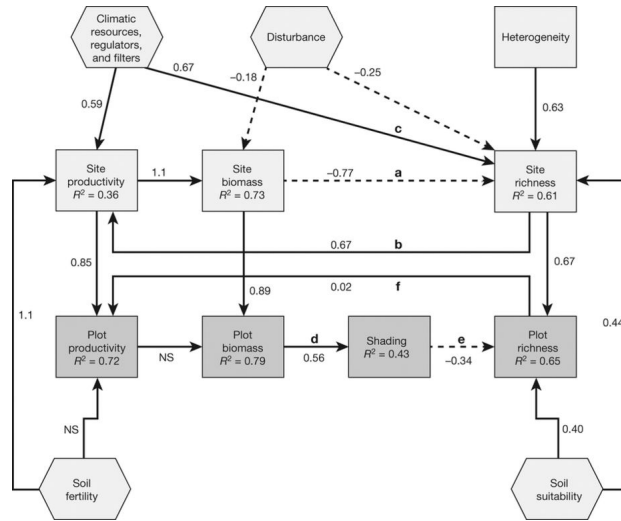 Climatic
resources,
regulators,
and filters
Disturbance
Heterogeneity
0.67
–0.25
–0.18
0.59
0.63
c
Site
productivity
R² = 0.36
1.1
Site
biomass
R² = 0.73
a
–0.77
Site
richness
R² = 0.61
0.67
b
0.85
0.67
0.02
f
0.89
1.1
0.44
Plot
productivity
R² = 0.72
NS
Plot
biomass
R² = 0.79
d
0.56
Shading
R² = 0.43
e
–0.34
Plot
richness
R² = 0.65
NS
0.40
Soil
fertility
Soil
suitability